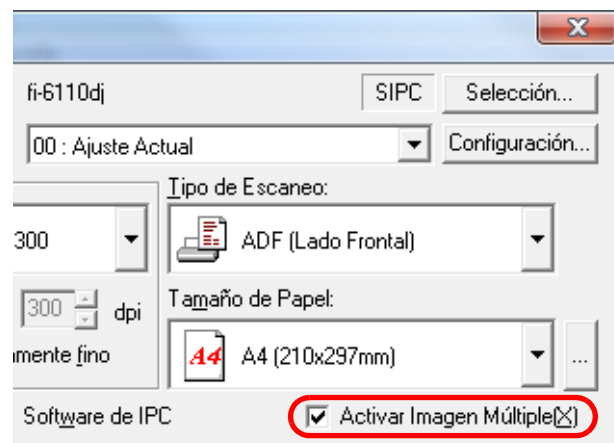 fi-6110dj SIPC Selección...
00 : Ajuste Actual Configuración...
Tipo de Escaneo:
300 ADF (Lado Frontal)
300 dpi Tamaño de Papel:
amente fino A4 A4 (210x297mm) ...
Software de IPC Activar Imagen Múltiple(X)